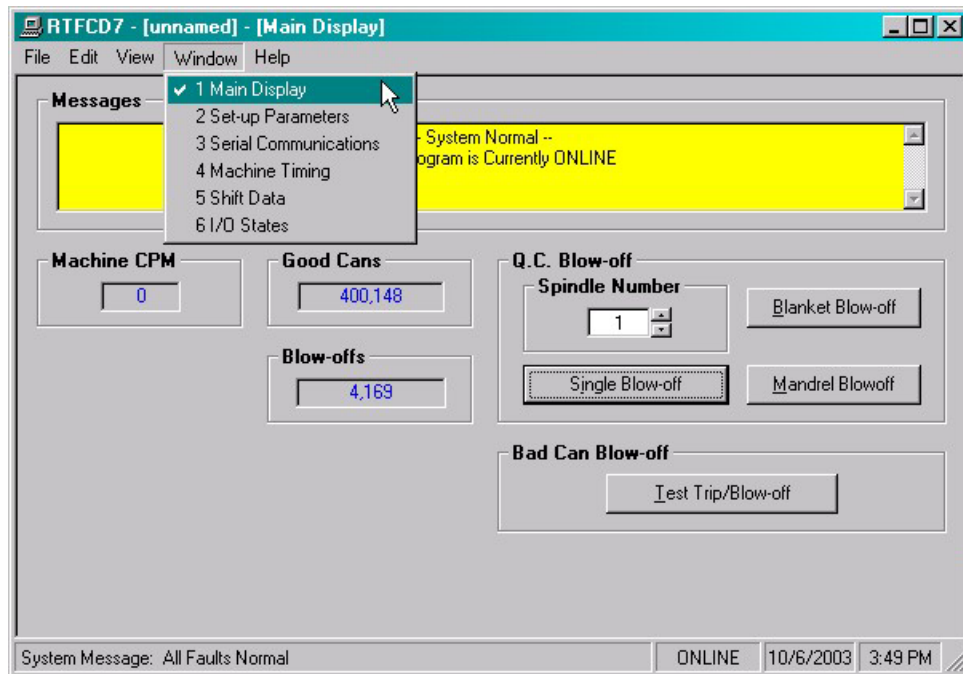 RTFCD7 - [unnamed] - [Main Display]
File Edit View Window Help
1 Main Display
2 Set-up Parameters
3 Serial Communications
4 Machine Timing
5 Shift Data
6 I/O States
Messages
- System Normal --
ogram is Currently ONLINE
Machine CPM
0
Good Cans
400,148
Blow-offs
4,169
Q.C. Blow-off
Spindle Number
1
Blanket Blow-off
Single Blow-off
Mandrel Blowoff
Bad Can Blow-off
Test Trip/Blow-off
System Message: All Faults Normal
ONLINE
10/6/2003
3:49 PM